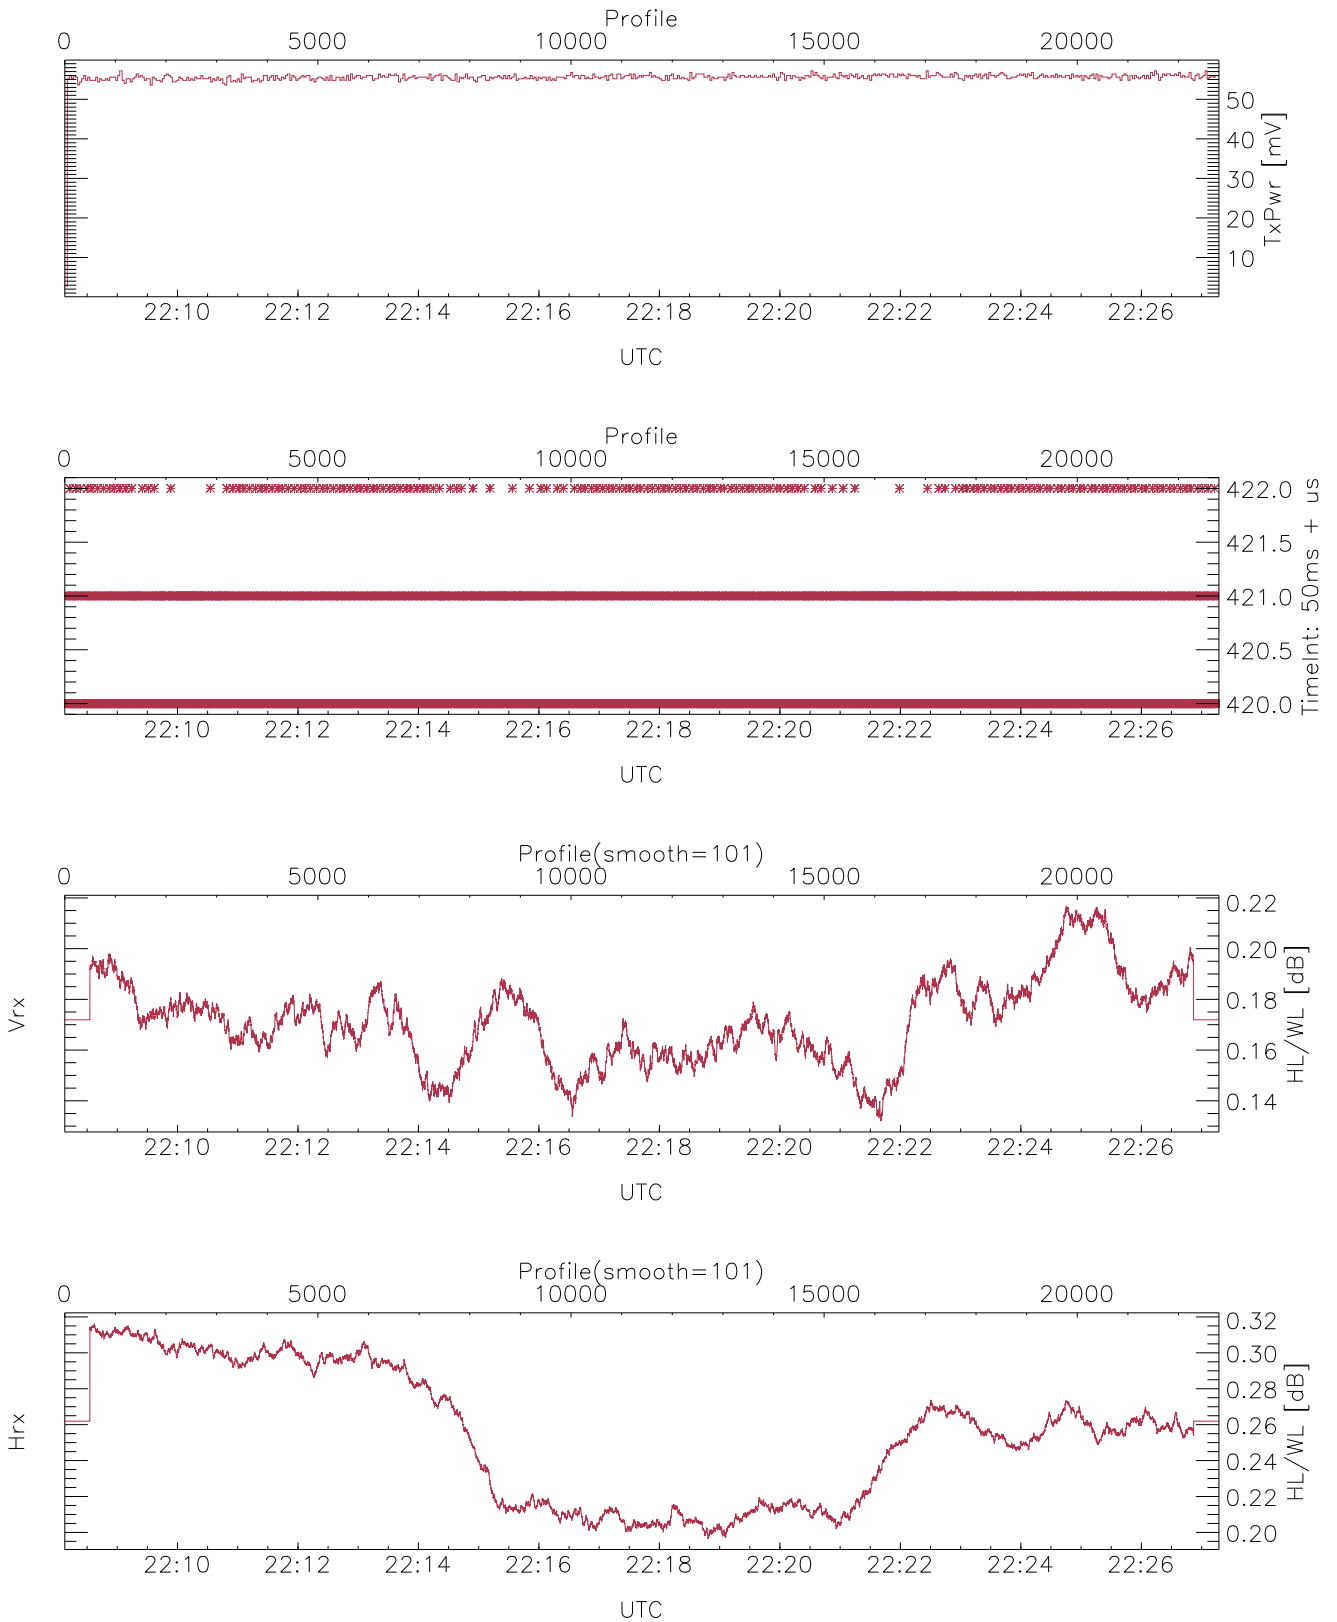 Profile
0 5000 10000 15000 20000
50
40
30
20
10
TxPwr [mV]
22:10 22:12 22:14 22:16 22:18 22:20 22:22 22:24 22:26
UTC
Profile
0 5000 10000 15000 20000
422.0
421.5
421.0
420.5
420.0
TimeInt: 50ms + us
22:10 22:12 22:14 22:16 22:18 22:20 22:22 22:24 22:26
UTC
Profile(smooth=101)
0 5000 10000 15000 20000
Vrx
0.22
0.20
0.18
0.16
0.14
HL/WL [dB]
22:10 22:12 22:14 22:16 22:18 22:20 22:22 22:24 22:26
UTC
Profile(smooth=101)
0 5000 10000 15000 20000
Hrx
0.32
0.30
0.28
0.26
0.24
0.22
0.20
HL/WL [dB]
22:10 22:12 22:14 22:16 22:18 22:20 22:22 22:24 22:26
UTC